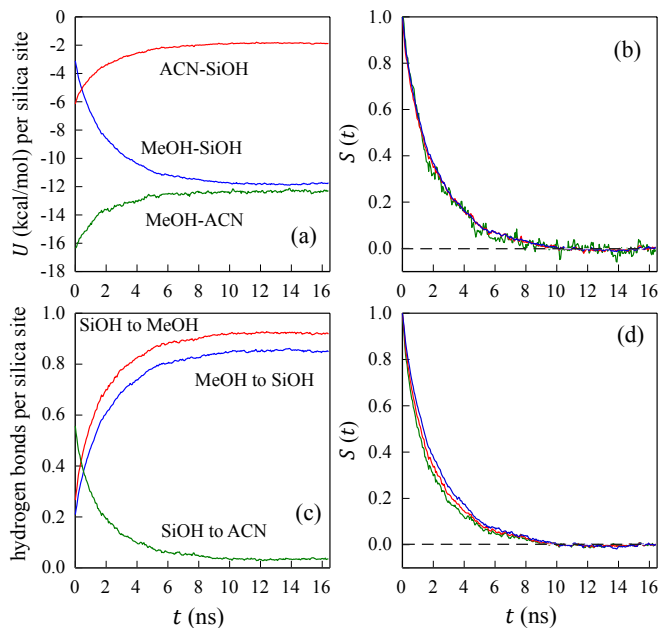 U (kcal/mol) per silica site
-2
-4
-6
-8
-10
-12
-14
-16
-18
0 2 4 6 8 10 12 14 16
ACN-SiOH
MeOH-SiOH
MeOH-ACN
(a)
S (t)
1.0
0.8
0.6
0.4
0.2
0.0
0 2 4 6 8 10 12 14 16
(b)
hydrogen bonds per silica site
1.0
0.8
0.6
0.4
0.2
0.0
0 2 4 6 8 10 12 14 16
SiOH to MeOH
MeOH to SiOH
SiOH to ACN
(c)
t (ns)
S (t)
1.0
0.8
0.6
0.4
0.2
0.0
0 2 4 6 8 10 12 14 16
(d)
t (ns)